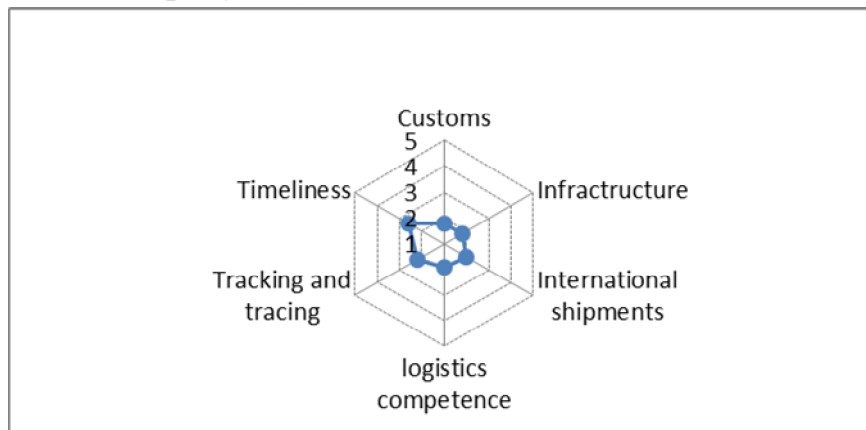 Customs
5
4
3
2
1
Timeliness
Infractructure
Tracking and
tracing
International
shipments
logistics
competence